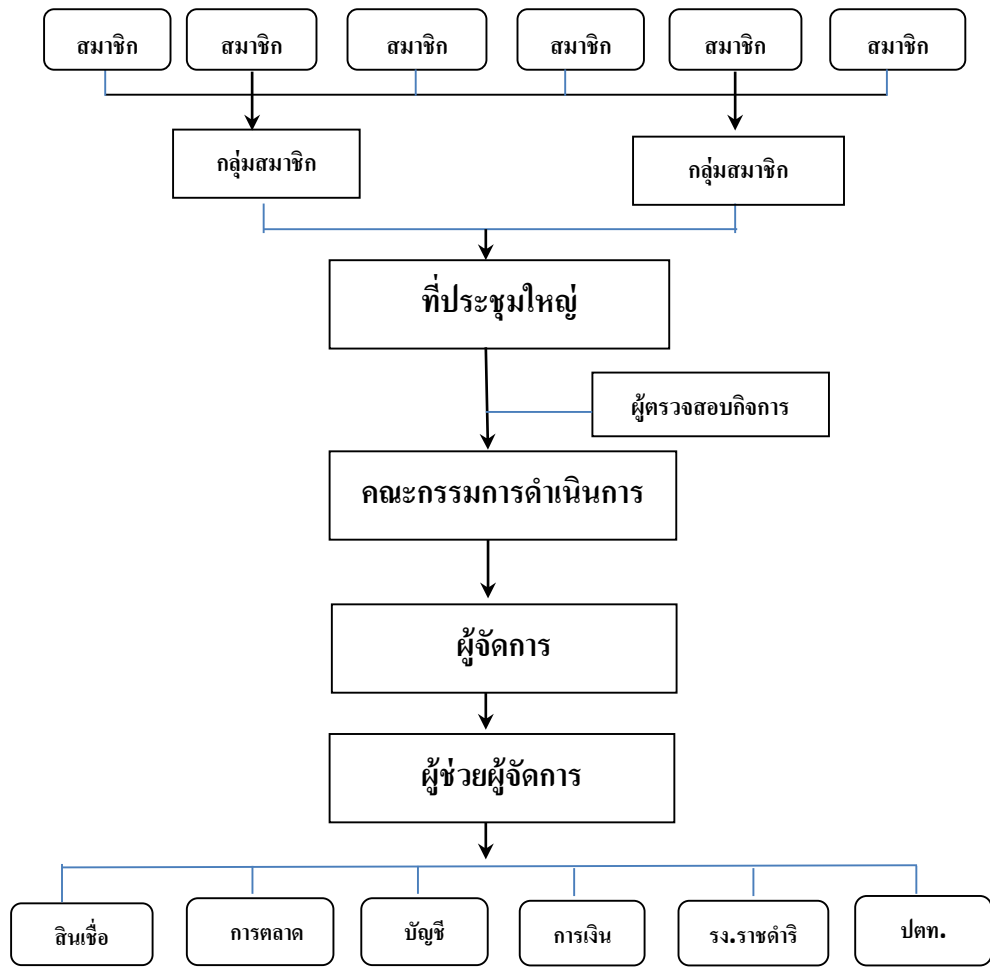 สมาชิก สมาชิก สมาชิก สมาชิก สมาชิก สมาชิก
กลุ่มสมาชิก กลุ่มสมาชิก
ที่ประชุมใหญ่
ผู้ตรวจสอบกิจการ
คณะกรรมการดำเนินการ
ผู้จัดการ
ผู้ช่วยผู้จัดการ
สินเชื่อ การตลาด บัญชี การเงิน รง.ราชดำริ ปตท.